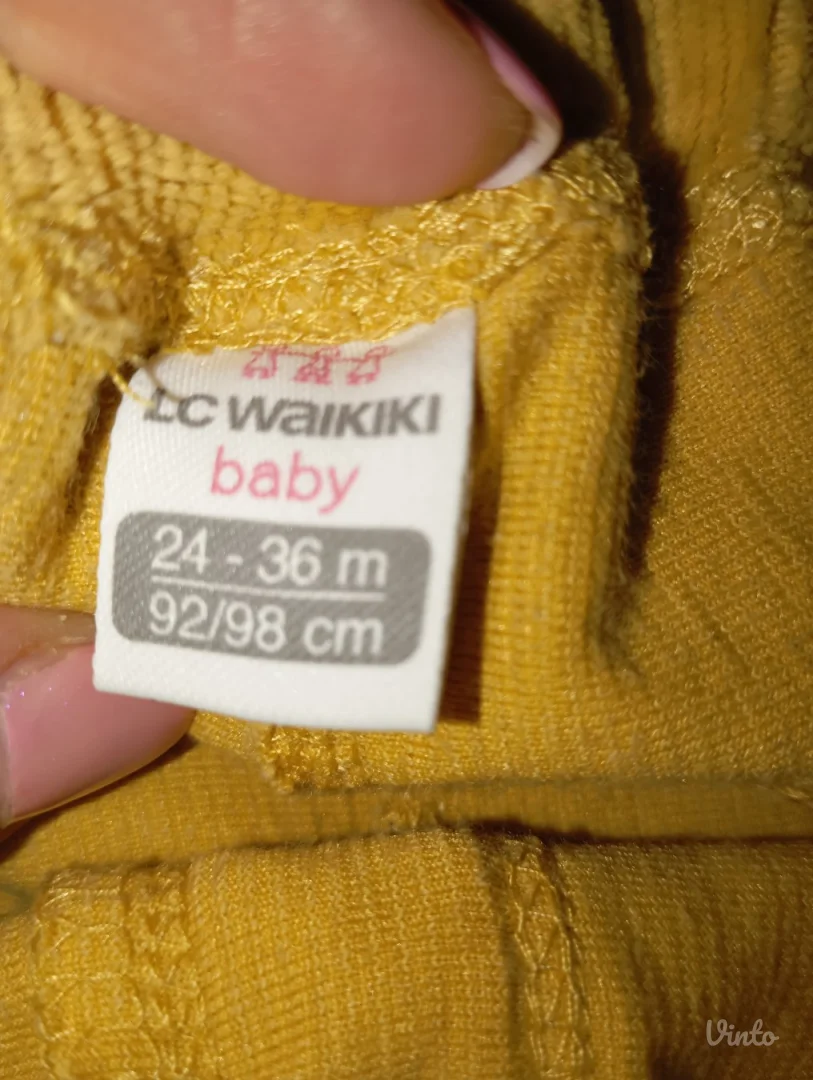 LC WAIKIKI
baby
24 - 36 m
92/98 cm
Vinto